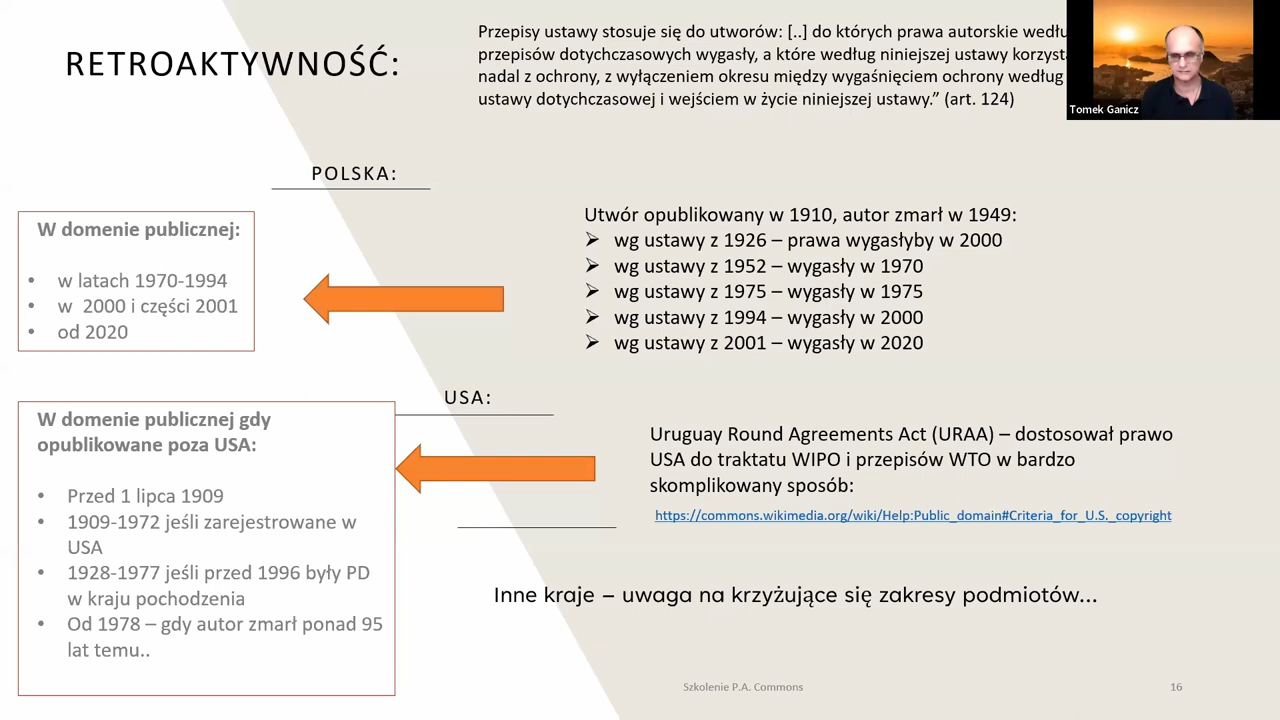 RETROAKTYWNOŚĆ:
Przepisy ustawy stosuje się do utworów: [..] do których prawa autorskie
przepisów dotychczasowych wygasły, a które według niniejszej ustawy
nadal z ochrony, z wyłączeniem okresu między wygaśnięciem ochrony według
ustawy dotychczasowej i wejściem w życie niniejszej ustawy.” (art. 124)
Tomek Ganicz
POLSKA:
W domenie publicznej:
• w latach 1970-1994
• w 2000 i części 2001
• od 2020
Utwór opublikowany w 1910, autor zmarł w 1949:
➢ wg ustawy z 1926 – prawa wygasłyby w 2000
➢ wg ustawy z 1952 – wygasły w 1970
➢ wg ustawy z 1975 – wygasły w 1975
➢ wg ustawy z 1994 – wygasły w 2000
➢ wg ustawy z 2001 – wygasły w 2020
USA:
W domenie publicznej gdy
opublikowane poza USA:
• Przed 1 lipca 1909
• 1909-1972 jeśli zarejestrowane w
USA
• 1928-1977 jeśli przed 1996 były PD
w kraju pochodzenia
• Od 1978 – gdy autor zmarł ponad 95
lat temu..
Uruguay Round Agreements Act (URAA) – dostosował prawo
USA do traktatu WIPO i przepisów WTO w bardzo
skomplikowany sposób:
https://commons.wikimedia.org/wiki/Help:Public_domain#Criteria_for_U.S._copyright
Inne kraje – uwaga na krzyżujące się zakresy podmiotów...
Szkolenie P.A. Commons
16